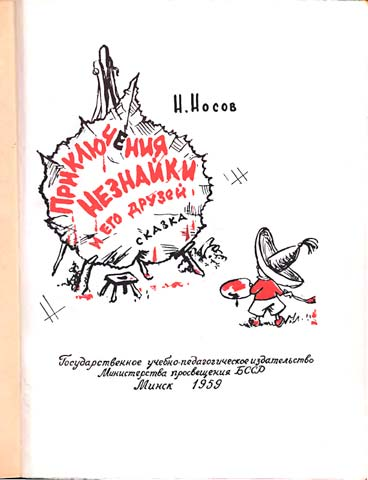 Н. Носов
ПРИКЛЮЧЕНИЯ
НЕЗНАЙКИ
И ЕГО ДРУЗЕЙ
СКАЗКА
Государственное учебно-педагогическое издательство
Министерства просвещения БССР
Минск 1959